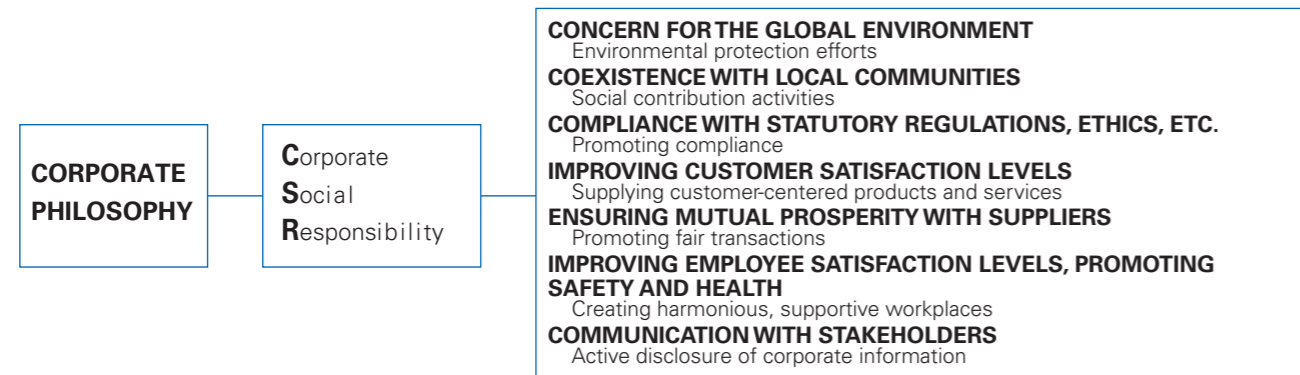 CORPORATE
PHILOSOPHY
Corporate
Social
Responsibility
CONCERN FOR THE GLOBAL ENVIRONMENT
Environmental protection efforts
COEXISTENCE WITH LOCAL COMMUNITIES
Social contribution activities
COMPLIANCE WITH STATUTORY REGULATIONS, ETHICS, ETC.
Promoting compliance
IMPROVING CUSTOMER SATISFACTION LEVELS
Supplying customer-centered products and services
ENSURING MUTUAL PROSPERITY WITH SUPPLIERS
Promoting fair transactions
IMPROVING EMPLOYEE SATISFACTION LEVELS, PROMOTING
SAFETY AND HEALTH
Creating harmonious, supportive workplaces
COMMUNICATION WITH STAKEHOLDERS
Active disclosure of corporate information